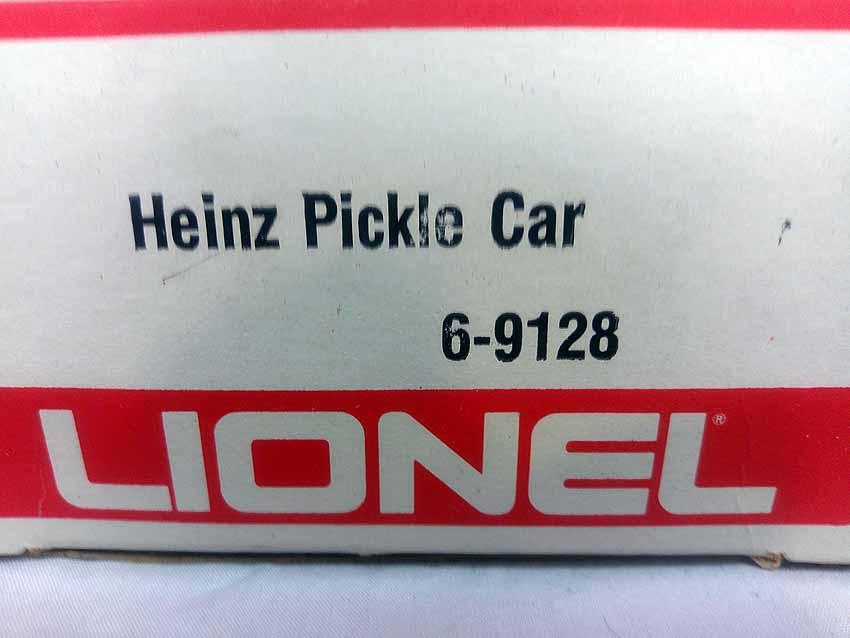 Heinz Pickle Car
6-9128
LIONEL®